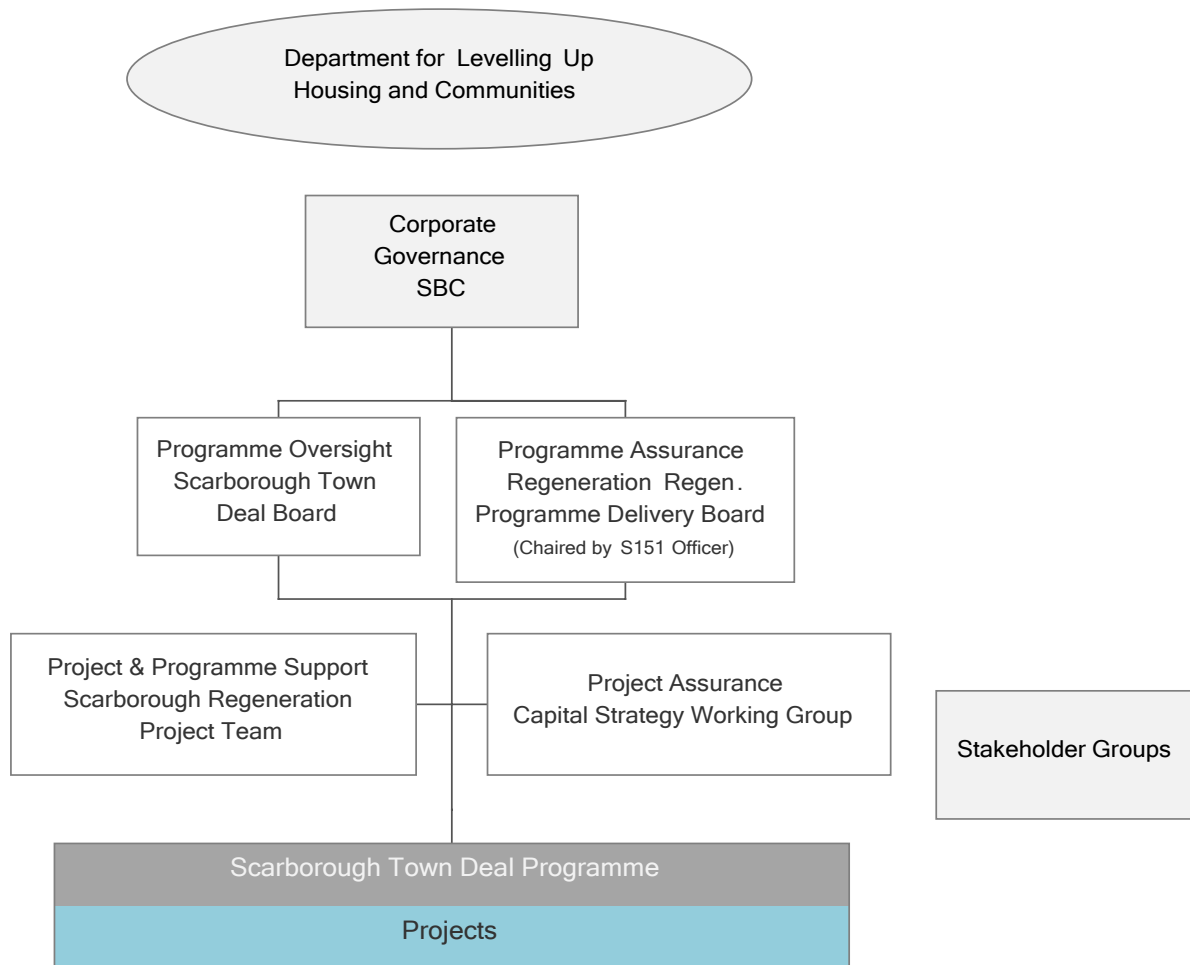 Department for Levelling Up
Housing and Communities
Corporate
Governance
SBC
Programme Oversight
Scarborough Town
Deal Board
Programme Assurance
Regeneration Regen.
Programme Delivery Board
(Chaired by S151 Officer)
Project & Programme Support
Scarborough Regeneration
Project Team
Project Assurance
Capital Strategy Working Group
Stakeholder Groups
Scarborough Town Deal Programme
Projects